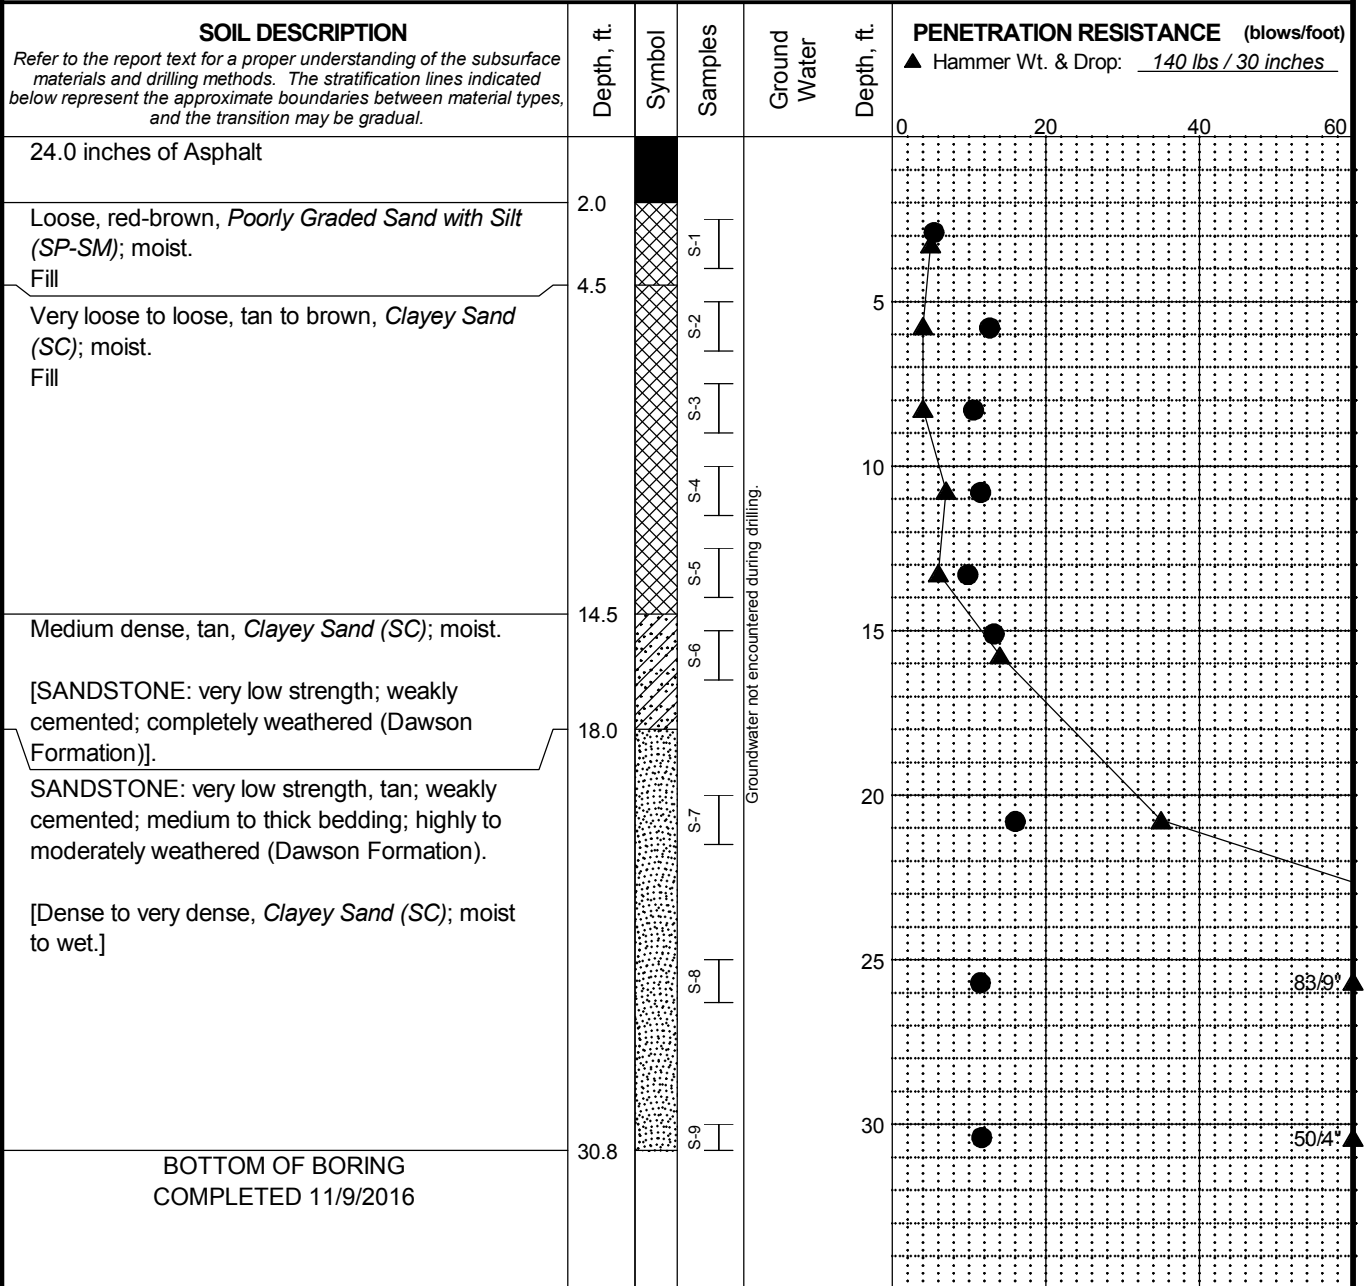 SOIL DESCRIPTION
Refer to the report text for a proper understanding of the subsurface
materials and drilling methods. The stratification lines indicated
below represent the approximate boundaries between material types,
and the transition may be gradual.
Depth, ft.
Symbol
Samples
Ground
Water
Depth, ft.
PENETRATION RESISTANCE (blows/foot)
▲ Hammer Wt. & Drop: 140 lbs / 30 inches
0 20 40 60
24.0 inches of Asphalt
2.0
Loose, red-brown, Poorly Graded Sand with Silt
(SP-SM); moist.
Fill
4.5
Very loose to loose, tan to brown, Clayey Sand
(SC); moist.
Fill
14.5
Medium dense, tan, Clayey Sand (SC); moist.
[SANDSTONE: very low strength; weakly
cemented; completely weathered (Dawson
Formation)].
18.0
SANDSTONE: very low strength, tan; weakly
cemented; medium to thick bedding; highly to
moderately weathered (Dawson Formation).
[Dense to very dense, Clayey Sand (SC); moist
to wet.]
30.8
BOTTOM OF BORING
COMPLETED 11/9/2016
S-1
S-2
S-3
S-4
S-5
S-6
S-7
S-8
S-9
Groundwater not encountered during drilling.
5
10
15
20
25
30
83/9"
50/4"